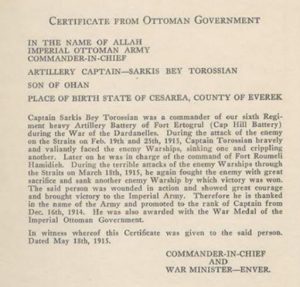 CERTIFICATE FROM OTTOMAN GOVERNMENT
IN THE NAME OF ALLAH
IMPERIAL OTTOMAN ARMY
COMMANDER-IN-CHIEF
ARTILLERY CAPTAIN—SARKIS BEY TOROSSIAN
SON OF OHAN
PLACE OF BIRTH STATE OF CESAREA, COUNTY OF EVEREK
Captain Sarkis Bey Torossian was a commander of our sixth Regi-
ment heavy Artillery Battery of Fort Ertogrul (Cap Hill Battery)
during the War of the Dardanelles. During the attack of the enemy
on the Straits on Feb. 19th and 25th, 1915, Captain Torossian bravely
and valiantly faced the enemy Warships, sinking one and crippling
another. Later on he was in charge of the command of Fort Roumeli
Hamidieh. During the terrible attacks of the enemy Warships through
the Straits on March 18th, 1915, he again fought the enemy with great
sacrifice and sank another enemy Warship by which victory was won.
The said person was wounded in action and showed great courage
and brought victory to the Imperial Army. Therefore he is thanked
in the name of the Army and promoted to the rank of Captain from
Dec. 16th, 1914. He was also awarded with the War Medal of the
Imperial Ottoman Government.
In witness whereof this Certificate was given to the said person.
Dated May 18th, 1915.
COMMANDER-IN-CHIEF
AND
WAR MINISTER—ENVER.